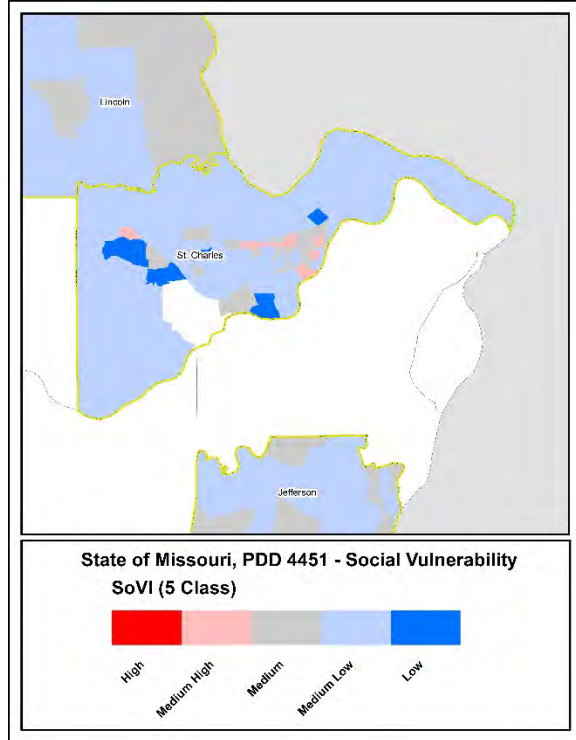 Lincoln
St. Charles
Jefferson
State of Missouri, PDD 4451 - Social Vulnerability
SoVI (5 Class)
High
Medium High
Medium
Medium Low
Low